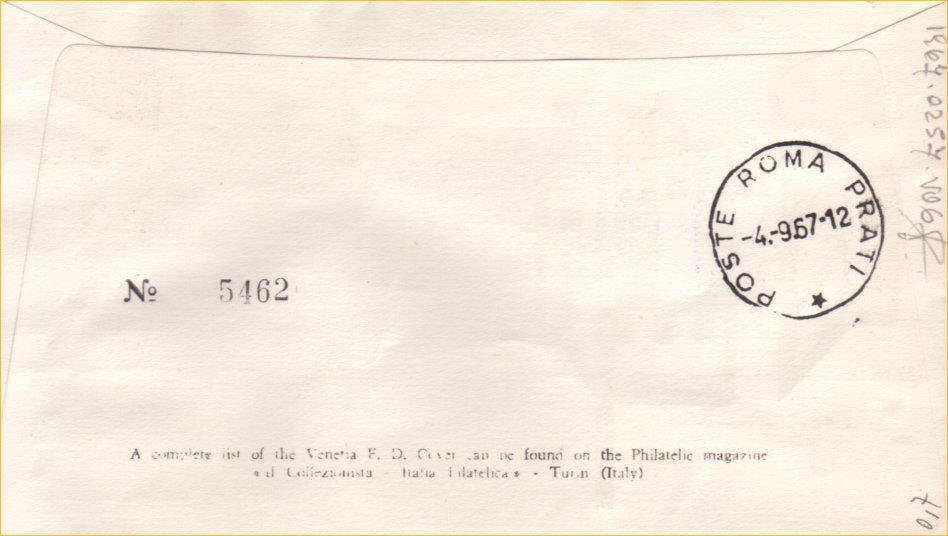 POSTE ROMA PRATI
-4.-9.67-12
№ 5462
A complete list of the Venetia F. D. Cover can be found on the Philatelic magazine
« il Collezionista - Italia Filatelica » - Turin (Italy)